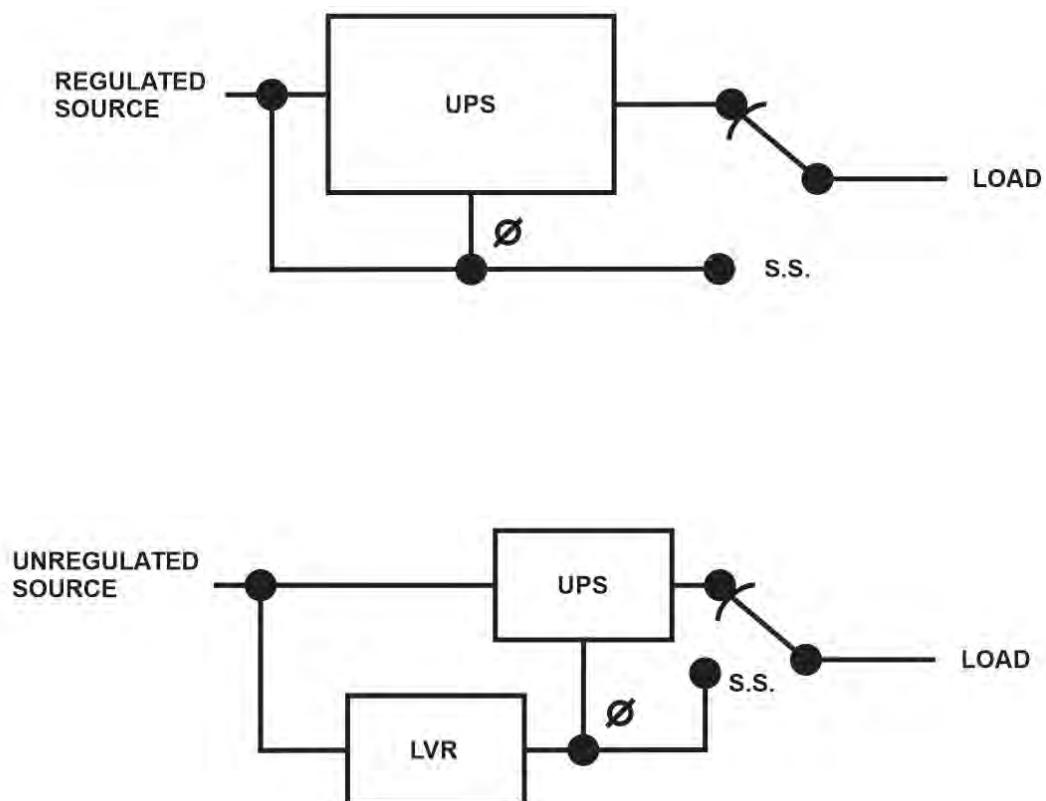 REGULATED
SOURCE
UPS
LOAD
Ø
S.S.
UNREGULATED
SOURCE
UPS
LOAD
S.S.
Ø
LVR